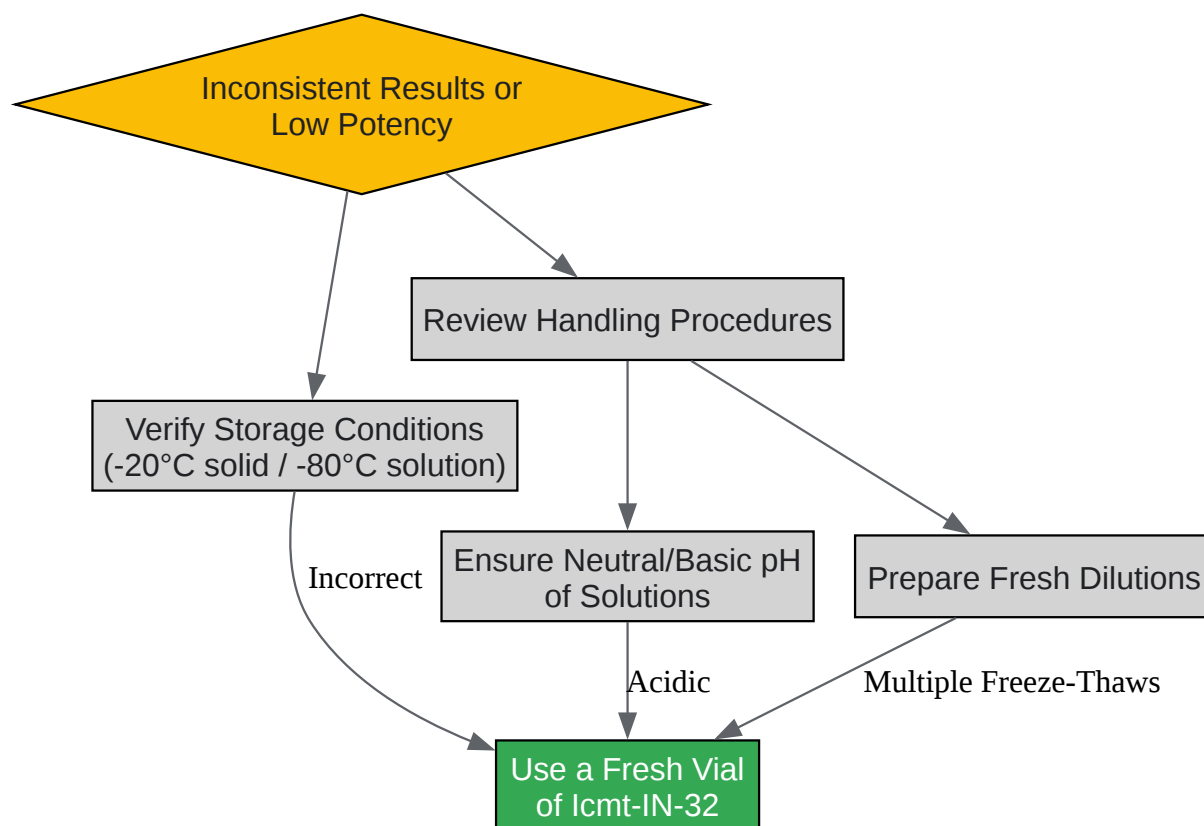 Inconsistent Results or
Low Potency
Review Handling Procedures
Verify Storage Conditions
(-20°C solid / -80°C solution)
Ensure Neutral/Basic pH
of Solutions
Prepare Fresh Dilutions
Incorrect
Acidic
Multiple Freeze-Thaws
Use a Fresh Vial
of Icmt-IN-32